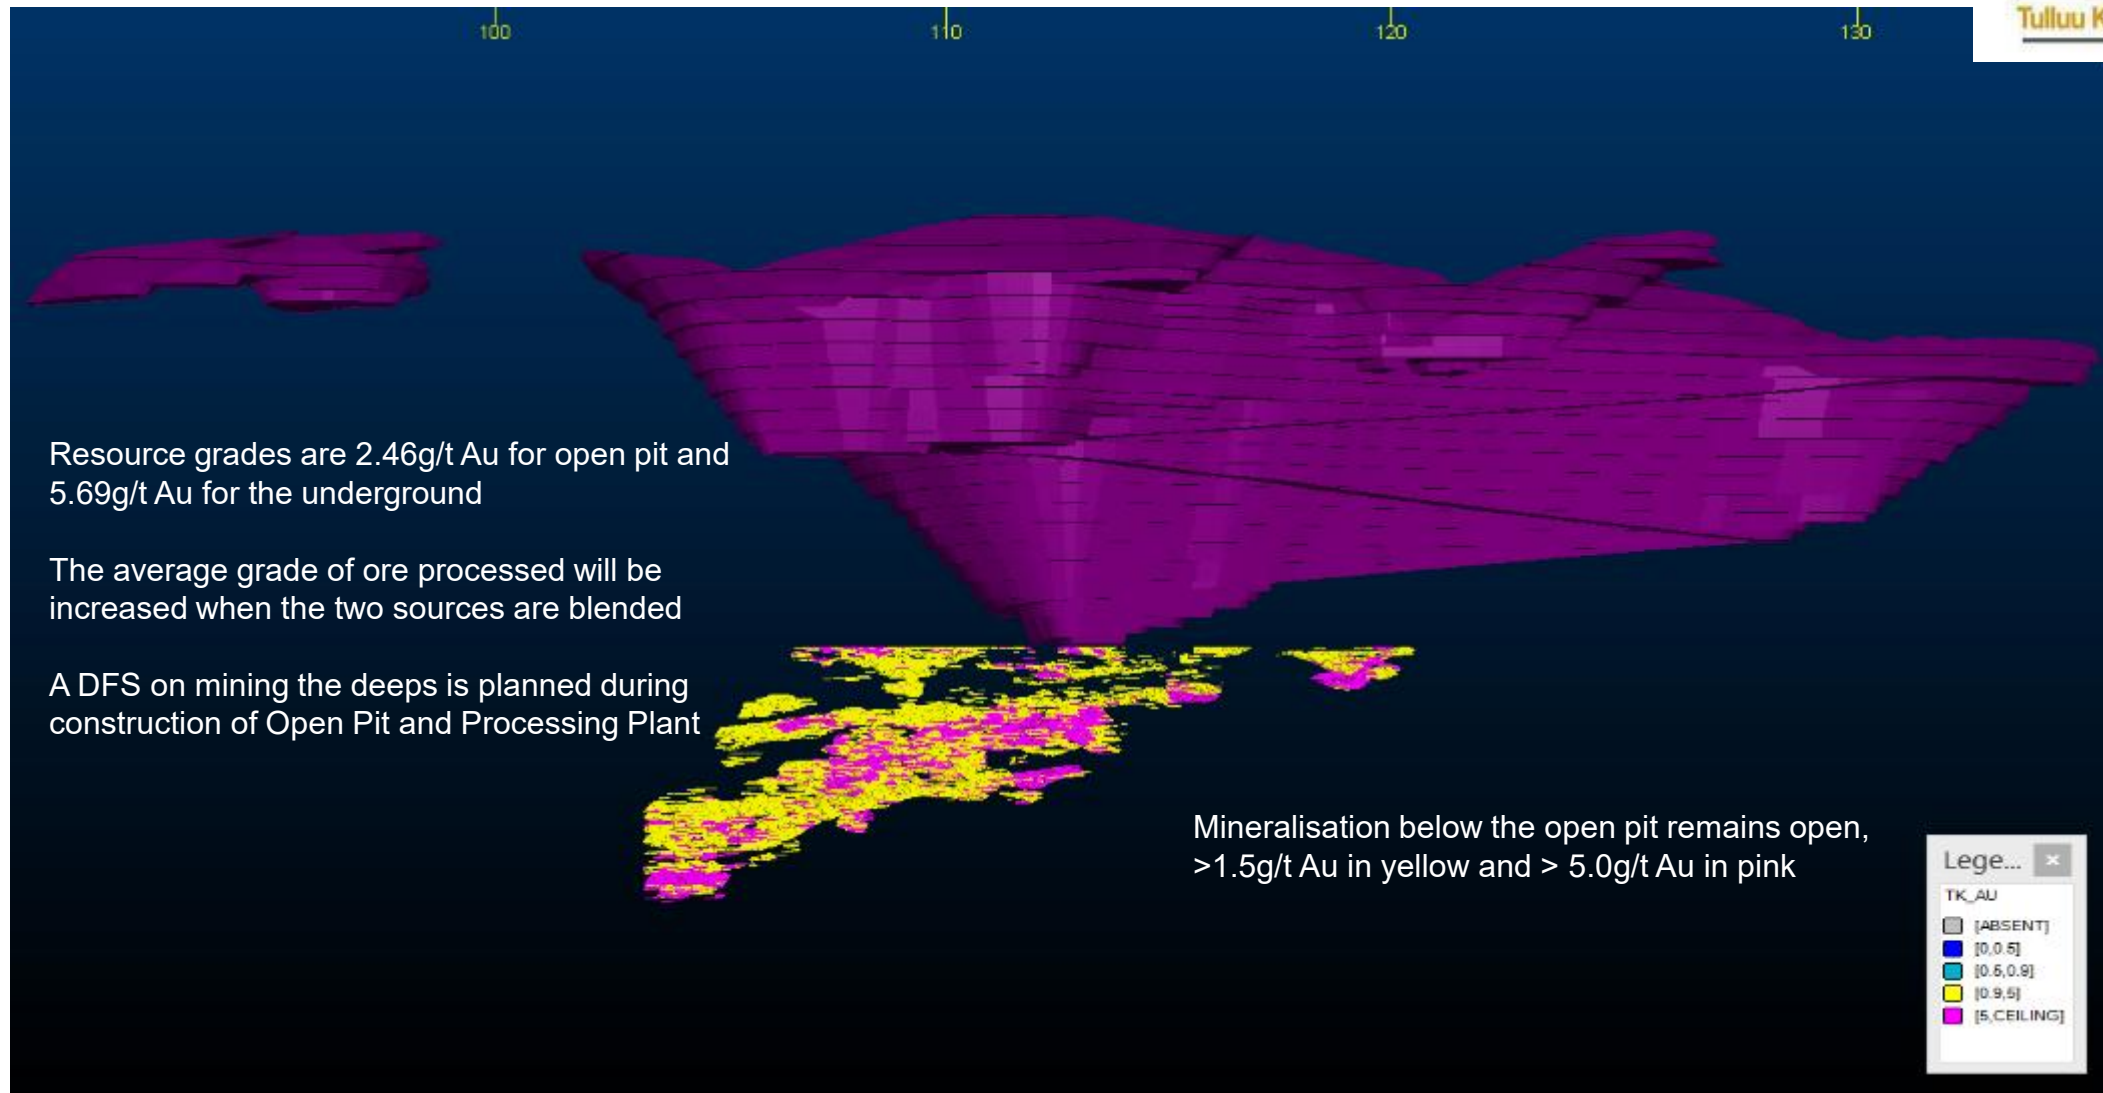 100 110 120 130
Tulluu K
Resource grades are 2.46g/t Au for open pit and
5.69g/t Au for the underground
The average grade of ore processed will be
increased when the two sources are blended
A DFS on mining the deeps is planned during
construction of Open Pit and Processing Plant
Mineralisation below the open pit remains open,
>1.5g/t Au in yellow and > 5.0g/t Au in pink
Lege...
TK_AU
[ABSENT]
[0,0.5]
[0.5,0.9]
[0.9,5]
[5,CEILING]